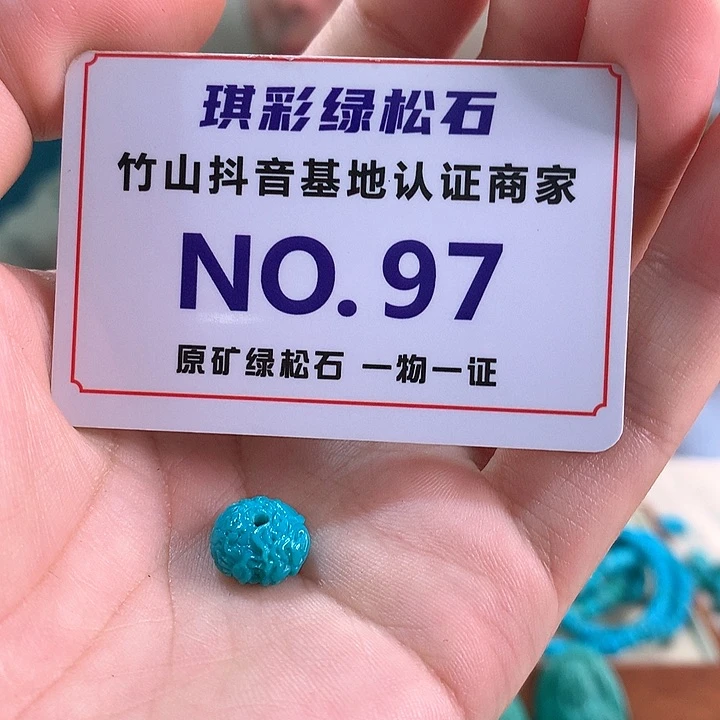 琪彩绿松石
竹山抖音基地认证商家
NO.97
原矿绿松石 一物一证